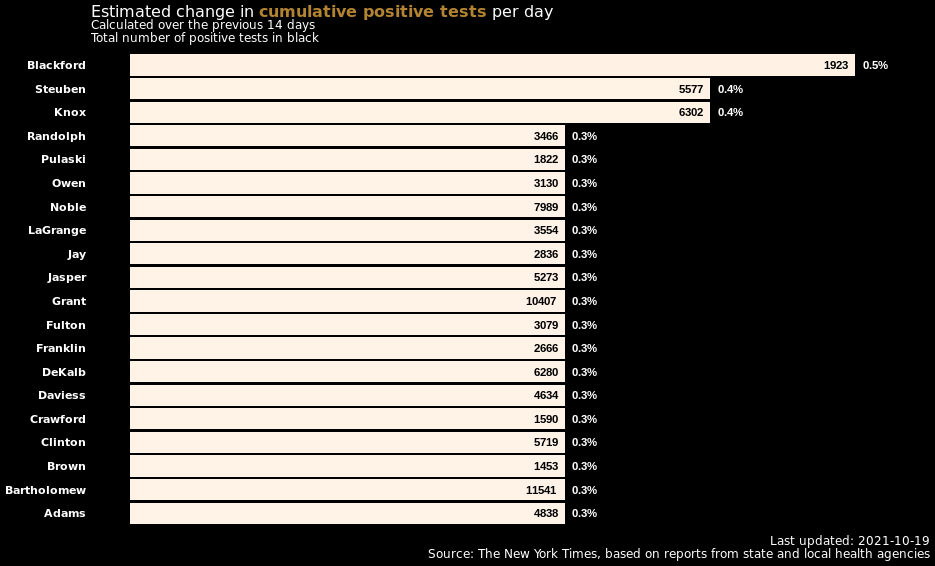 Estimated change in cumulative positive tests per day
Calculated over the previous 14 days
Total number of positive tests in black
Blackford 1923 0.5%
Steuben 5577 0.4%
Knox 6302 0.4%
Randolph 3466 0.3%
Pulaski 1822 0.3%
Owen 3130 0.3%
Noble 7989 0.3%
LaGrange 3554 0.3%
Jay 2836 0.3%
Jasper 5273 0.3%
Grant 10407 0.3%
Fulton 3079 0.3%
Franklin 2666 0.3%
DeKalb 6280 0.3%
Daviess 4634 0.3%
Crawford 1590 0.3%
Clinton 5719 0.3%
Brown 1453 0.3%
Bartholomew 11541 0.3%
Adams 4838 0.3%
Last updated: 2021-10-19
Source: The New York Times, based on reports from state and local health agencies